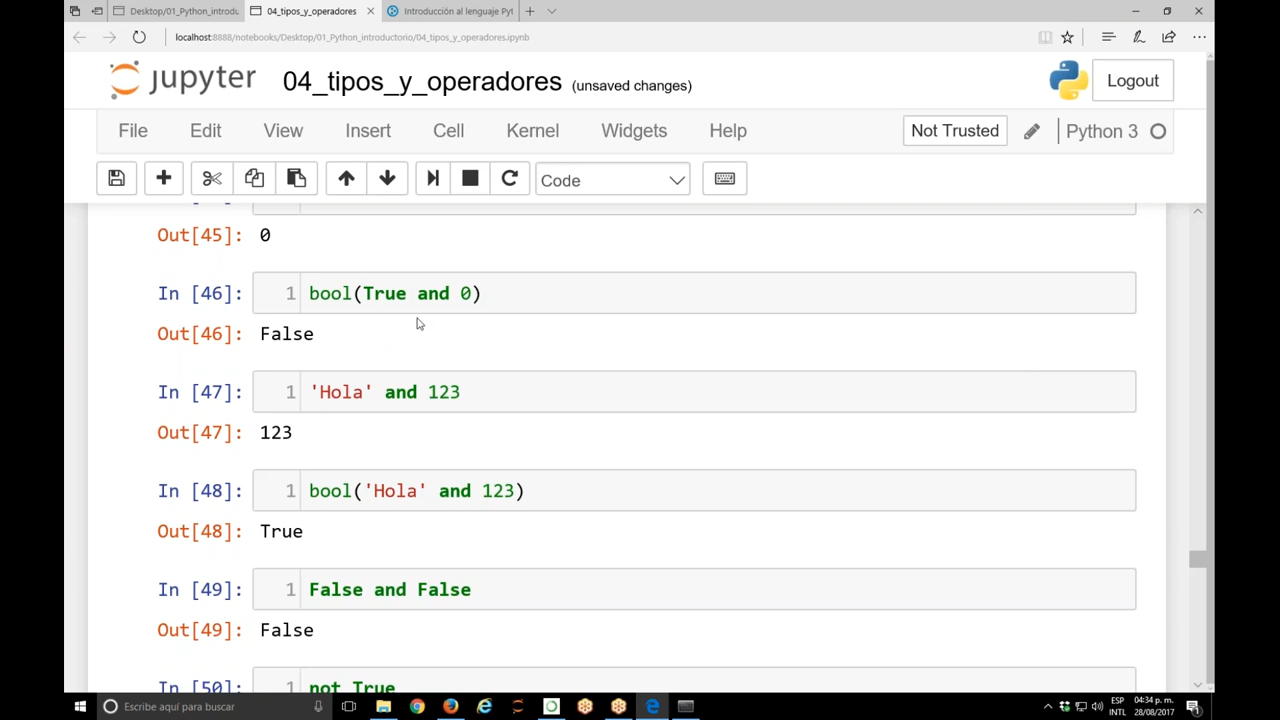 Desktop/01_Python_introdu
04_tipos_y_operadores
Introducción al lenguaje Pyt
localhost:8888/notebooks/Desktop/01_Python_introductorio/04_tipos_y_operadores.ipynb
jupyter 04_tipos_y_operadores (unsaved changes)
Logout
File Edit View Insert Cell Kernel Widgets Help
Not Trusted
Python 3
Code
Out[45]: 0
In [46]: 1 bool(True and 0)
Out[46]: False
In [47]: 1 'Hola' and 123
Out[47]: 123
In [48]: 1 bool('Hola' and 123)
Out[48]: True
In [49]: 1 False and False
Out[49]: False
In [50]: 1 not True
Escribe aquí para buscar
ESP 04:34 p. m.
INTL 28/08/2017
1